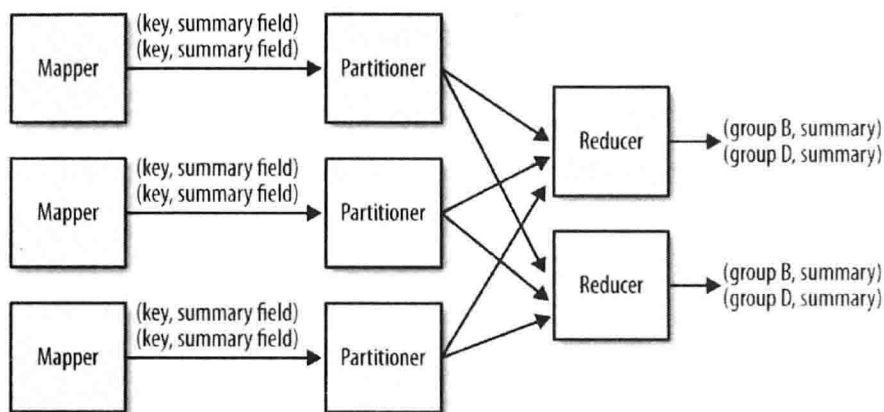 (key, summary field)
(key, summary field)
Mapper
Partitioner
(key, summary field)
(key, summary field)
Mapper
Partitioner
(key, summary field)
(key, summary field)
Mapper
Partitioner
Reducer
(group B, summary)
(group D, summary)
Reducer
(group B, summary)
(group D, summary)